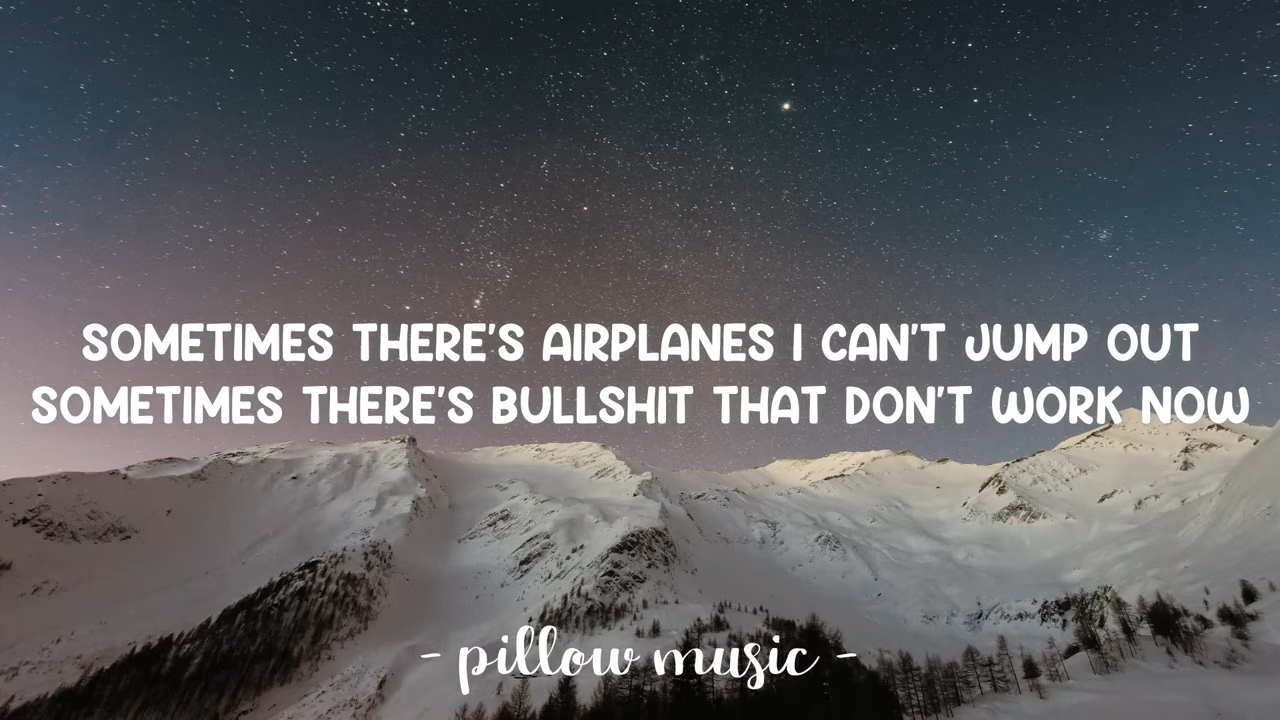 SOMETIMES THERE'S AIRPLANES I CAN'T JUMP OUT
SOMETIMES THERE'S BULLSHIT THAT DON'T WORK NOW
- pillow music -